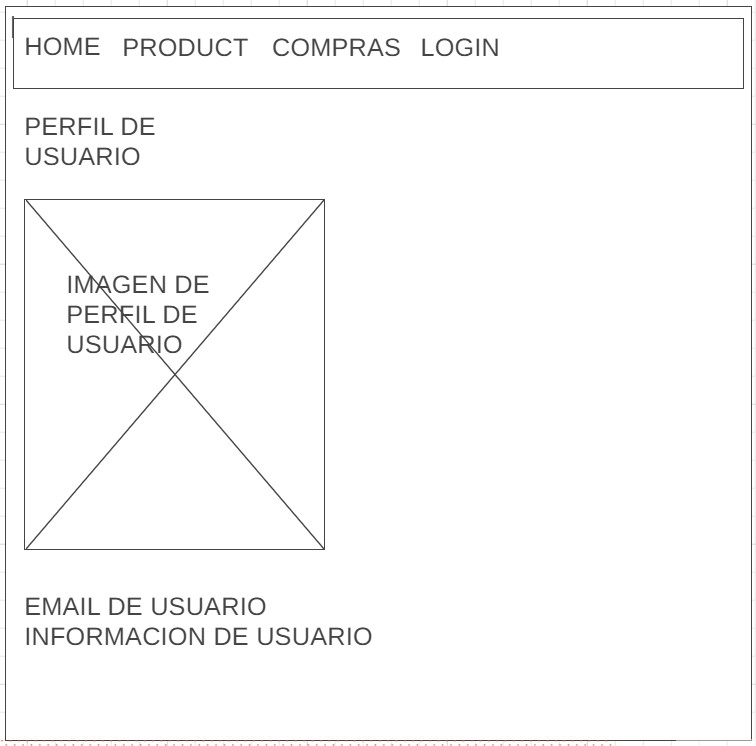 HOME PRODUCT COMPRAS LOGIN
PERFIL DE
USUARIO
IMAGEN DE
PERFIL DE
USUARIO
EMAIL DE USUARIO
INFORMACION DE USUARIO